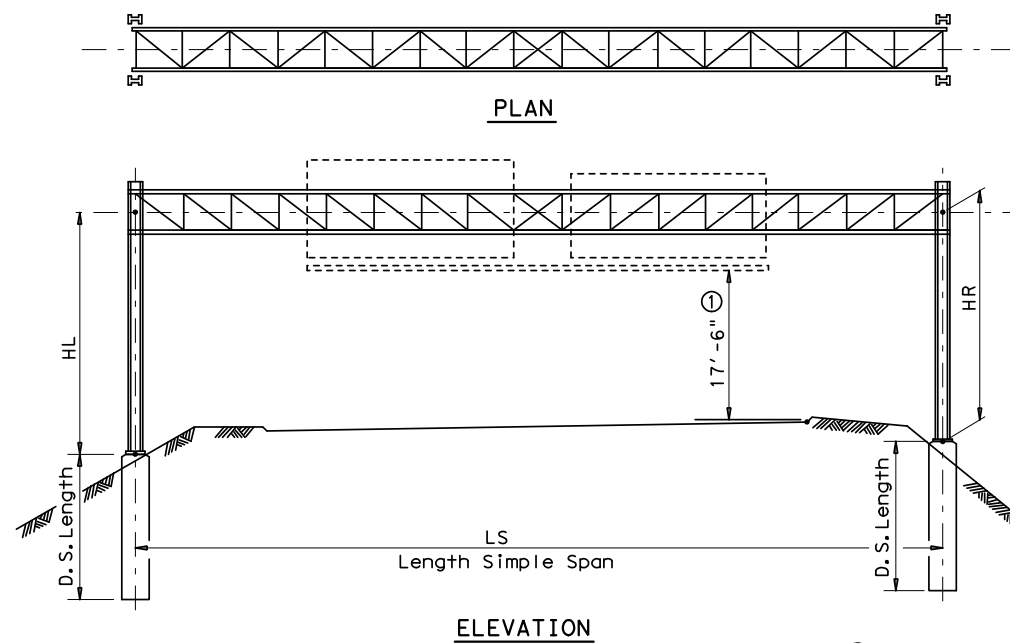 PLAN
HL
17'-6" ①
HR
D.S.Length
D.S.Length
LS
Length Simple Span
ELEVATION